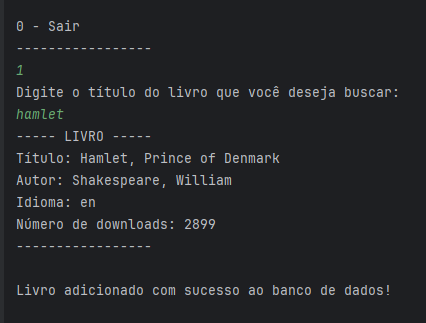 0 - Sair
-----------------
1
Digite o título do livro que você deseja buscar:
hamlet
----- LIVRO -----
Título: Hamlet, Prince of Denmark
Autor: Shakespeare, William
Idioma: en
Número de downloads: 2899
-----------------
Livro adicionado com sucesso ao banco de dados!